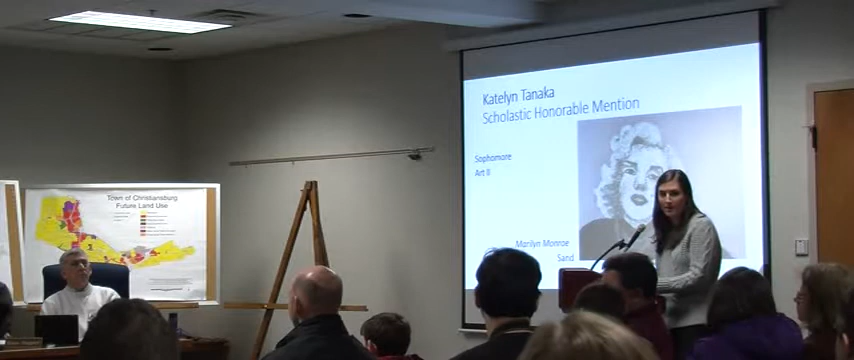 Katelyn Tanaka
Scholastic Honorable Mention
Sophomore
Art II
Marilyn Monroe
Sand
Town of Christiansburg
Future Land Use